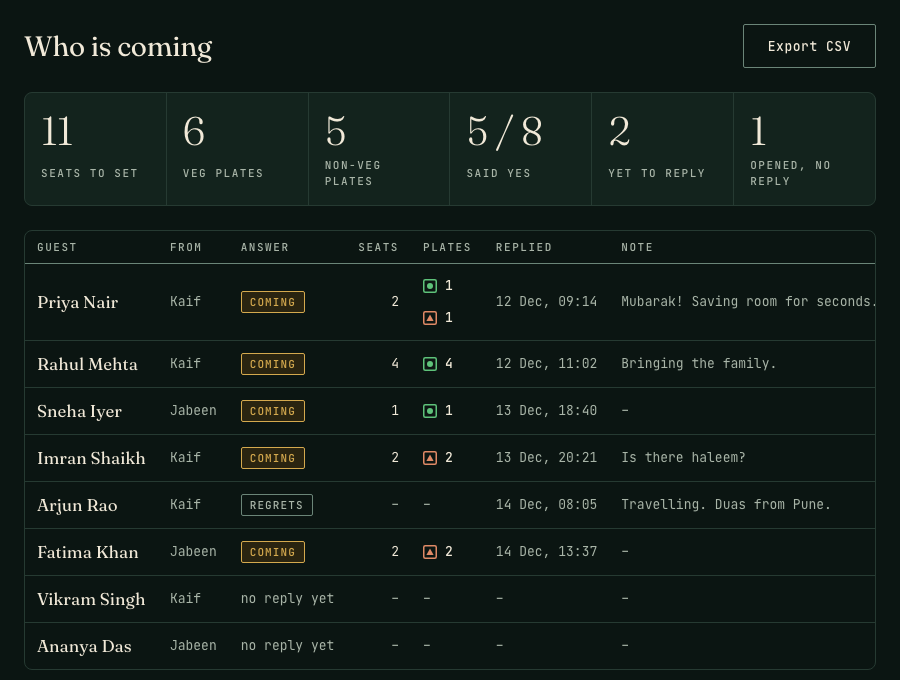 Who is coming
Export CSV
11
SEATS TO SET
6
VEG PLATES
5
NON-VEG
PLATES
5/8
SAID YES
2
YET TO REPLY
1
OPENED, NO
REPLY
GUEST FROM ANSWER SEATS PLATES REPLIED NOTE
Priya Nair Kaif COMING 2 1 1 12 Dec, 09:14 Mubarak! Saving room for seconds.
Rahul Mehta Kaif COMING 4 4 12 Dec, 11:02 Bringing the family.
Sneha Iyer Jabeen COMING 1 1 13 Dec, 18:40 –
Imran Shaikh Kaif COMING 2 2 13 Dec, 20:21 Is there haleem?
Arjun Rao Kaif REGRETS – – 14 Dec, 08:05 Travelling. Duas from Pune.
Fatima Khan Jabeen COMING 2 2 14 Dec, 13:37 –
Vikram Singh Kaif no reply yet – – – –
Ananya Das Jabeen no reply yet – – – –